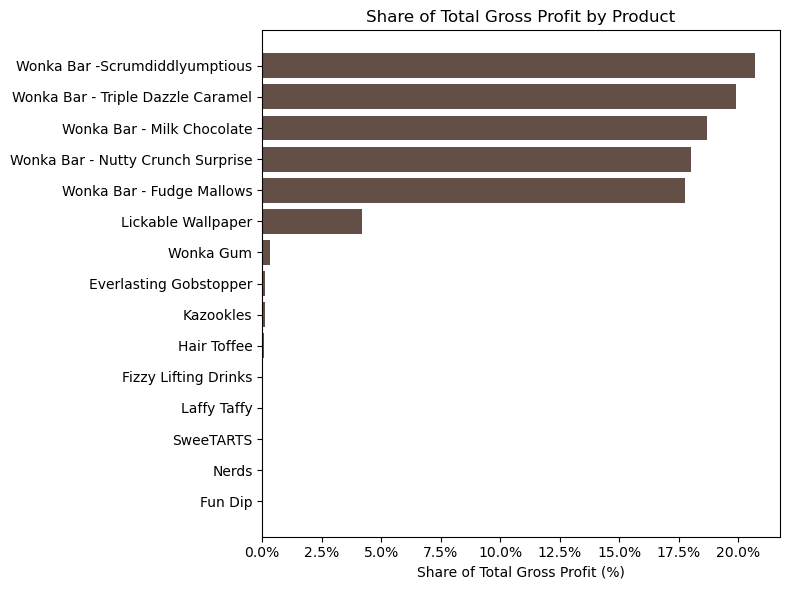 Share of Total Gross Profit by Product
Wonka Bar -Scrumdiddlyumptious
Wonka Bar - Triple Dazzle Caramel
Wonka Bar - Milk Chocolate
Wonka Bar - Nutty Crunch Surprise
Wonka Bar - Fudge Mallows
Lickable Wallpaper
Wonka Gum
Everlasting Gobstopper
Kazookles
Hair Toffee
Fizzy Lifting Drinks
Laffy Taffy
SweeTARTS
Nerds
Fun Dip
0.0% 2.5% 5.0% 7.5% 10.0% 12.5% 15.0% 17.5% 20.0%
Share of Total Gross Profit (%)